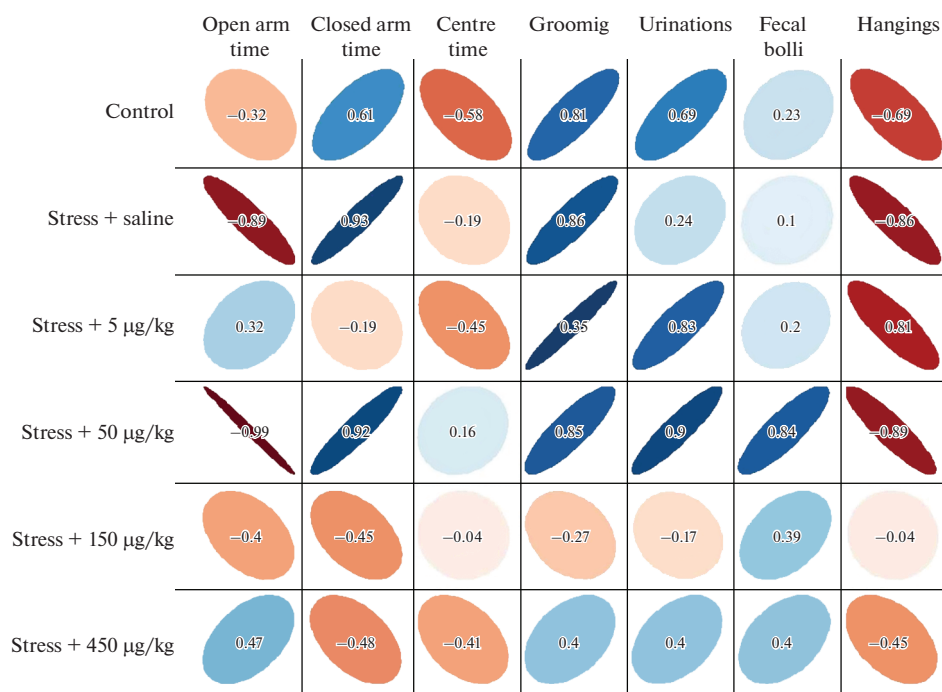 Open arm time Closed arm time Centre time Groomig Urinations Fecal bolli Hangings
Control −0.32 0.61 −0.58 0.81 0.69 0.23 −0.69
Stress + saline −0.89 0.93 −0.19 0.86 0.24 0.1 −0.86
Stress + 5 μg/kg 0.32 −0.19 −0.45 0.35 0.83 0.2 0.81
Stress + 50 μg/kg −0.99 0.92 0.16 0.85 0.9 0.84 −0.89
Stress + 150 μg/kg −0.4 −0.45 −0.04 −0.27 −0.17 0.39 −0.04
Stress + 450 μg/kg 0.47 −0.48 −0.41 0.4 0.4 0.4 −0.45